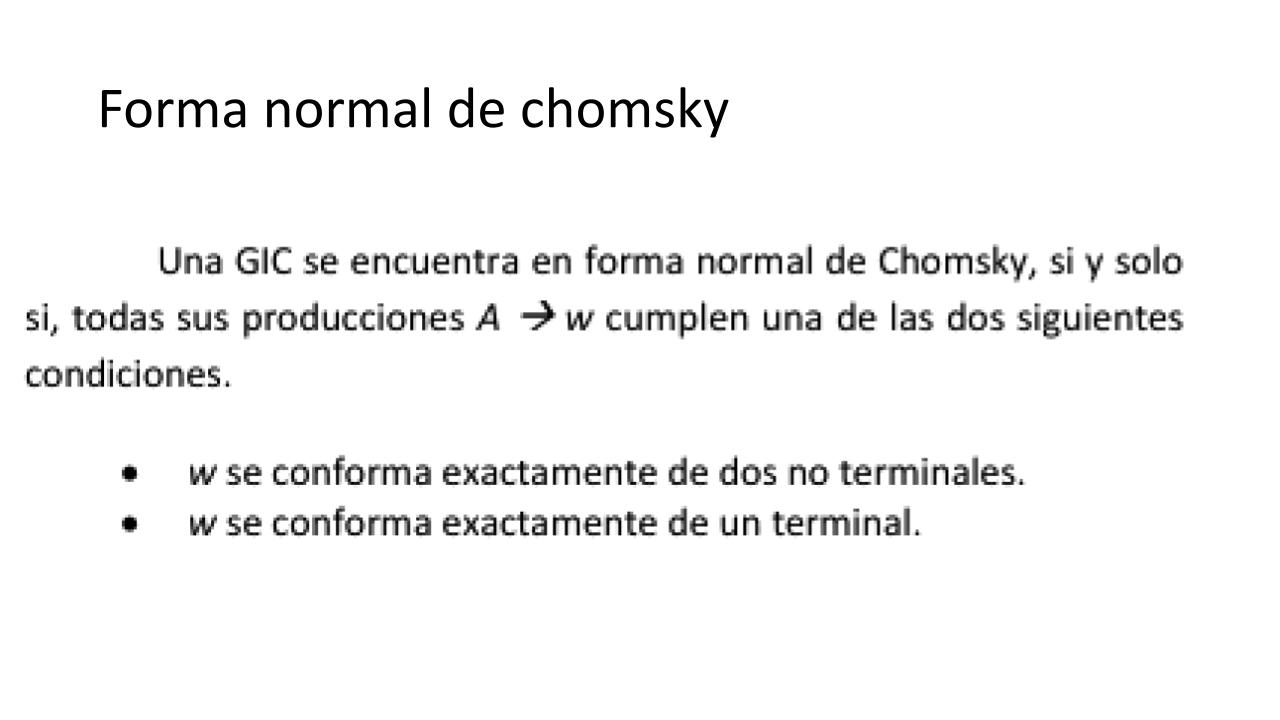 Forma normal de chomsky
Una GIC se encuentra en forma normal de Chomsky, si y solo
si, todas sus producciones A → w cumplen una de las dos siguientes
condiciones.
• w se conforma exactamente de dos no terminales.
• w se conforma exactamente de un terminal.